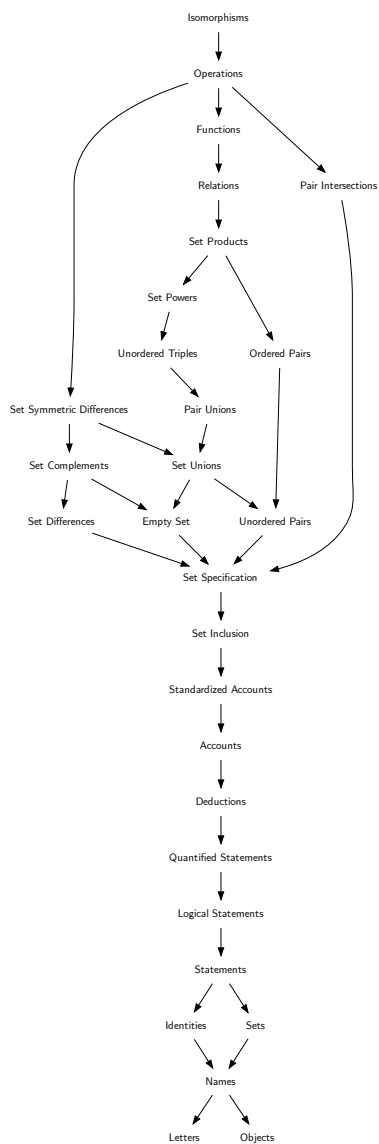 Isomorphisms
Operations
Functions
Relations
Pair Intersections
Set Products
Set Powers
Unordered Triples
Ordered Pairs
Set Symmetric Differences
Pair Unions
Set Complements
Set Unions
Set Differences
Empty Set
Unordered Pairs
Set Specification
Set Inclusion
Standardized Accounts
Accounts
Deductions
Quantified Statements
Logical Statements
Statements
Identities
Sets
Names
Letters
Objects